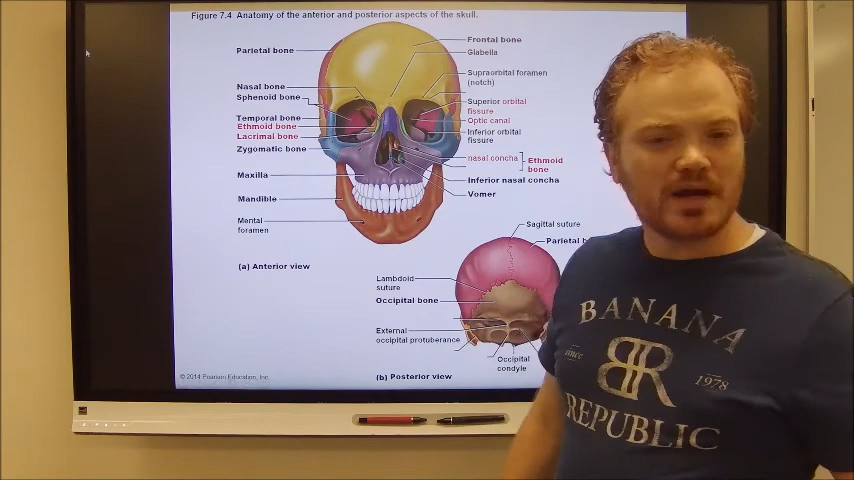 Figure 7.4 Anatomy of the anterior and posterior aspects of the skull.
Parietal bone
Nasal bone
Sphenoid bone
Temporal bone
Ethmoid bone
Lacrimal bone
Zygomatic bone
Maxilla
Mandible
Mental
foramen
(a) Anterior view
Frontal bone
Glabella
Supraorbital foramen
(notch)
Superior orbital
fissure
Optic canal
Inferior orbital
fissure
nasal concha
Ethmoid
bone
Inferior nasal concha
Vomer
Sagittal suture
Parietal b
Lambdoid
suture
Occipital bone
External
occipital protuberance
Occipital
condyle
(b) Posterior view
© 2014 Pearson Education, Inc.
BANANA
since
BR
1978
REPUBLIC